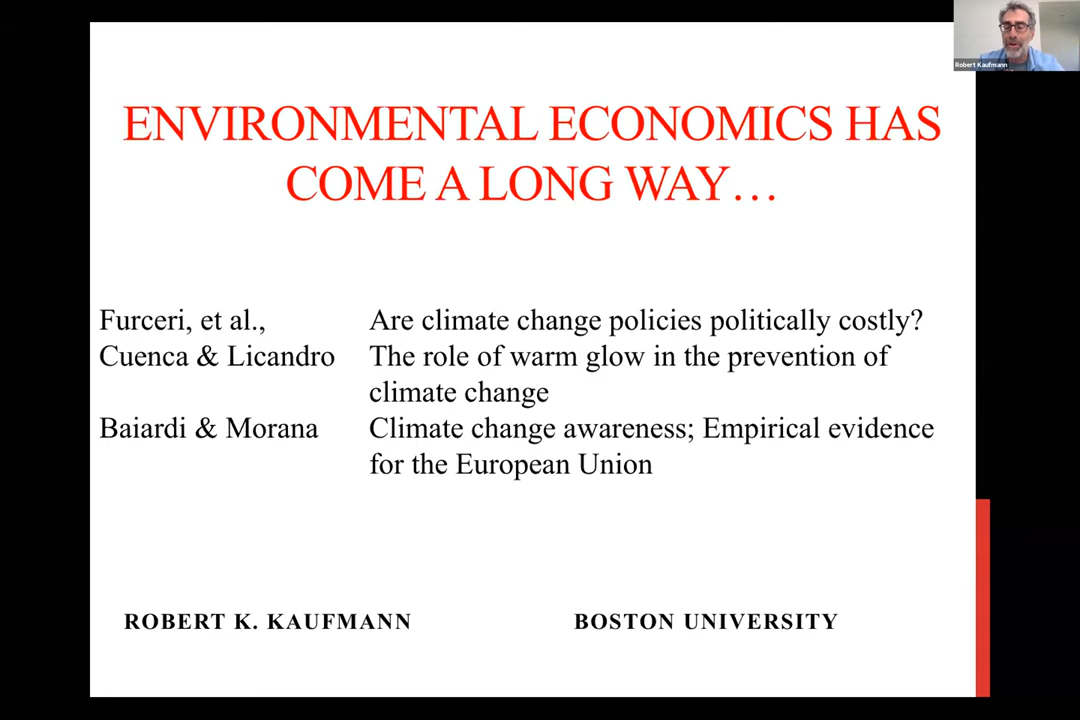 Robert Kaufmann
ENVIRONMENTAL ECONOMICS HAS
COME A LONG WAY…
Furceri, et al., Are climate change policies politically costly?
Cuenca & Licandro The role of warm glow in the prevention of
climate change
Baiardi & Morana Climate change awareness; Empirical evidence
for the European Union
ROBERT K. KAUFMANN BOSTON UNIVERSITY